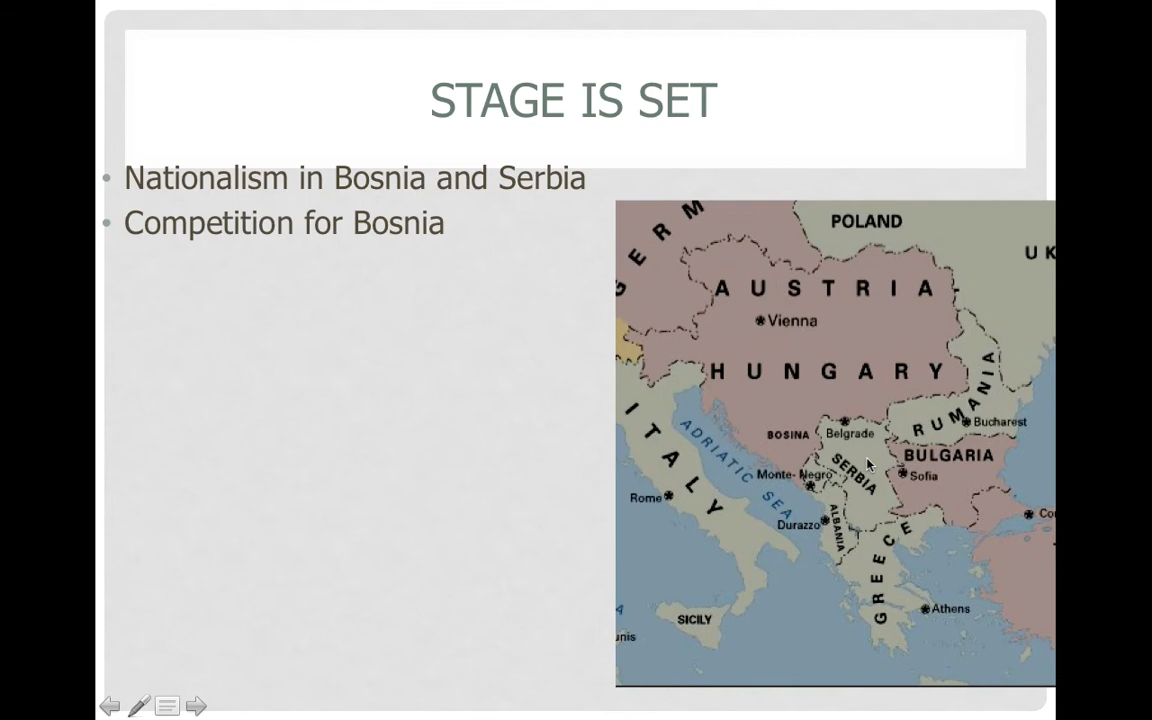 STAGE IS SET
• Nationalism in Bosnia and Serbia
• Competition for Bosnia
GERM
POLAND
UK
AUSTRIA-
Vienna
HUNGARY
RUMANIA
Bucharest
BOSINA
Belgrade
ITALY
ADRIATIC SEA
SERBIA
BULGARIA
Sofia
Monte-Negro
Rome
Durazzo
ALBANIA
Co
GREECE
Athens
SICILY
A
unis